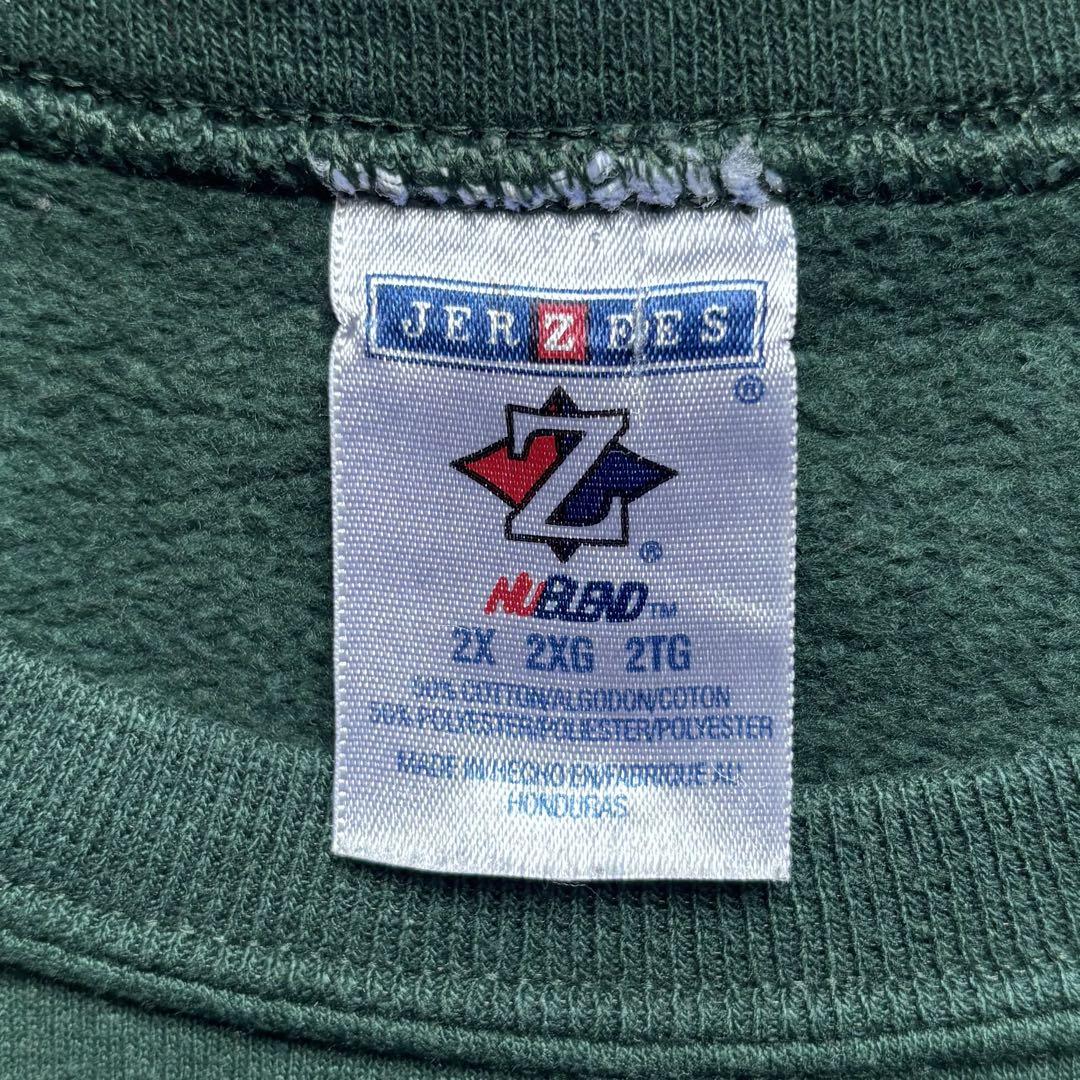 JERZEES
®
Z
®
NUBLEND™
2X 2XG 2TG
50% COTTON/ALGODON/COTON
50% POLYESTER/POLIESTER/POLYESTER
MADE IN/HECHO EN/FABRIQUE AU
HONDURAS